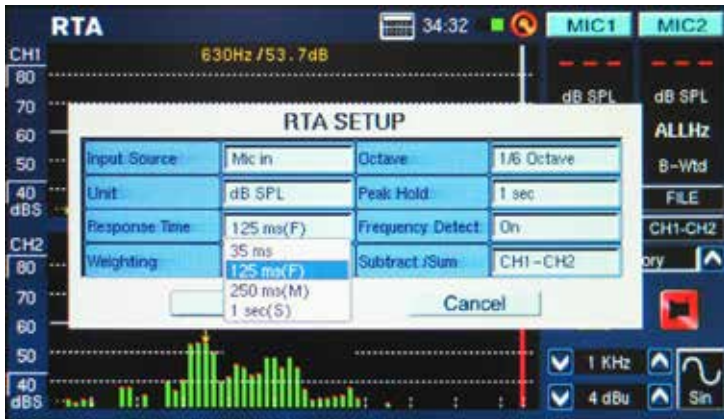 RTA 34:32 MIC1 MIC2
CH1 630Hz/53.7dB --- ---
80
70 dB SPL dB SPL
RTA SETUP
60 ALLHz
Input Source Mic in Octave 1/6 Octave
50 B-Wtd
Unit dB SPL Peak Hold 1 sec
40 FILE
dBS
Response Time 125 ms(F) Frequency Detect On
CH1-CH2
CH2
35 ms
Weighting Subtract /Sum CH1-CH2
80 ory
125 ms(F)
250 ms(M)
70
1 sec(S)
Cancel
60
50 1 KHz
40
dBS 4 dBu Sin